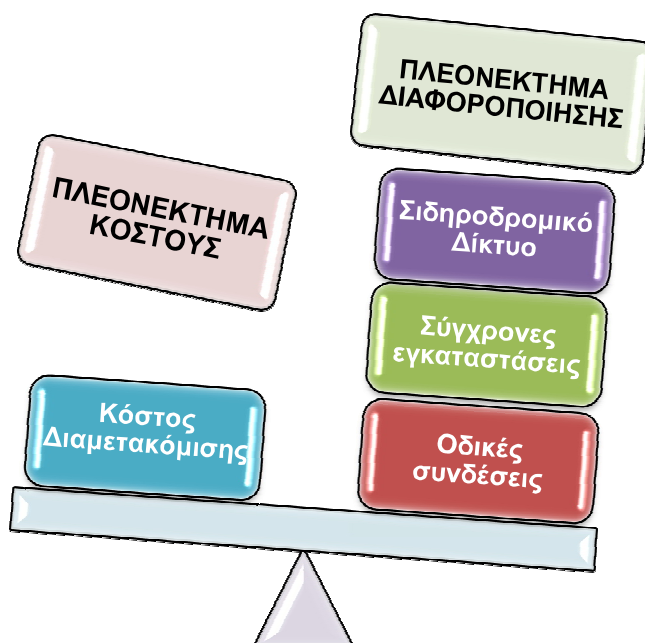 ΠΛΕΟΝΕΚΤΗΜΑ
ΔΙΑΦΟΡΟΠΟΙΗΣΗΣ
ΠΛΕΟΝΕΚΤΗΜΑ
ΚΟΣΤΟΥΣ
Σιδηροδρομικό
Δίκτυο
Σύγχρονες
εγκαταστάσεις
Κόστος
Διαμετακόμισης
Οδικές
συνδέσεις